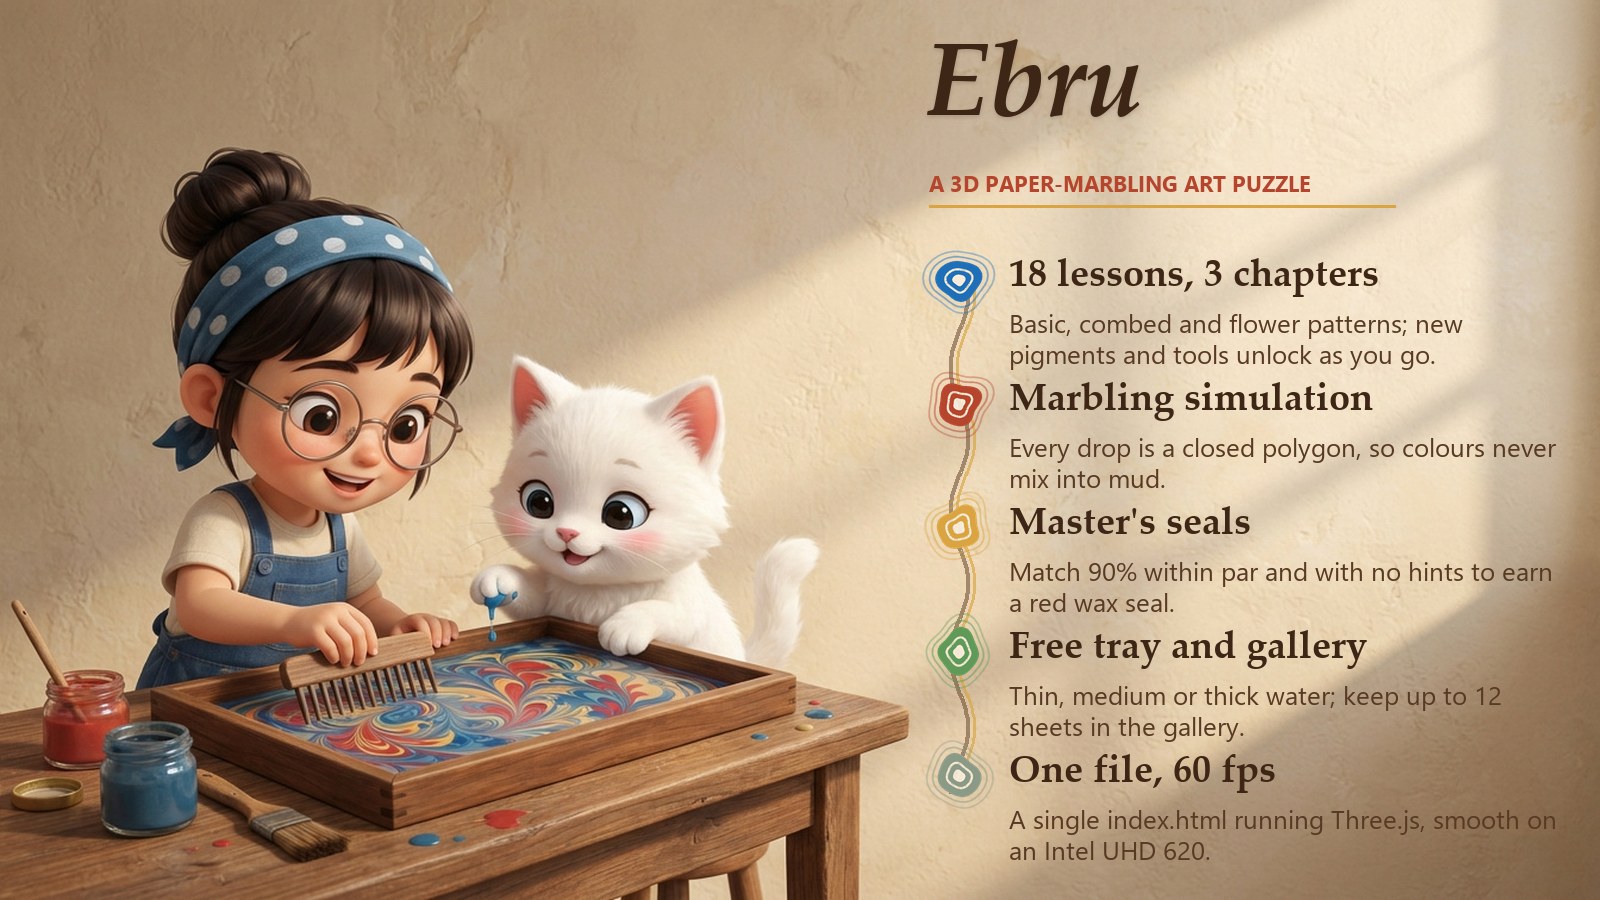 Ebru
A 3D PAPER-MARBLING ART PUZZLE
18 lessons, 3 chapters
Basic, combed and flower patterns; new
pigments and tools unlock as you go.
Marbling simulation
Every drop is a closed polygon, so colours never
mix into mud.
Master's seals
Match 90% within par and with no hints to earn
a red wax seal.
Free tray and gallery
Thin, medium or thick water; keep up to 12
sheets in the gallery.
One file, 60 fps
A single index.html running Three.js, smooth on
an Intel UHD 620.